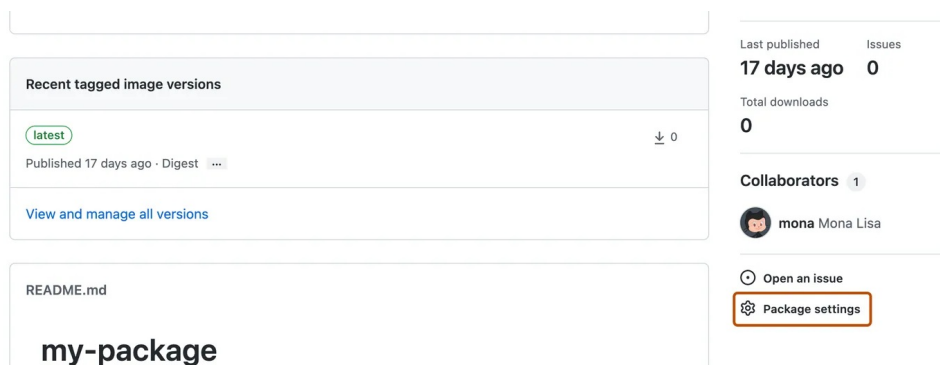 Recent tagged image versions
latest
0
Published 17 days ago · Digest ...
View and manage all versions
README.md
my-package
Last published Issues
17 days ago 0
Total downloads
0
Collaborators 1
mona Mona Lisa
Open an issue
Package settings